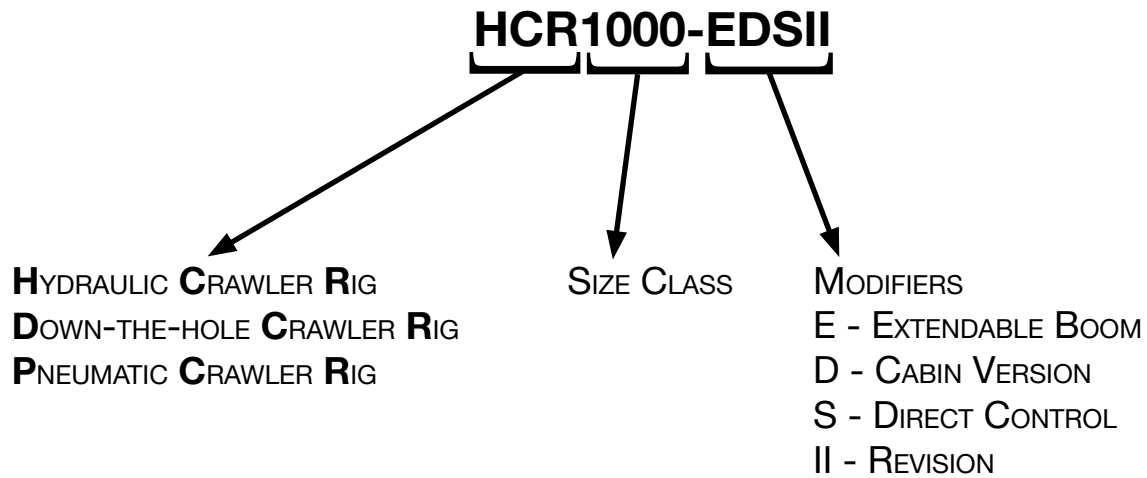 HCR1000-EDSII
Hydraulic Crawler Rig
Down-the-hole Crawler Rig
Pneumatic Crawler Rig
Size Class
Modifiers
E - Extendable Boom
D - Cabin Version
S - Direct Control
II - Revision